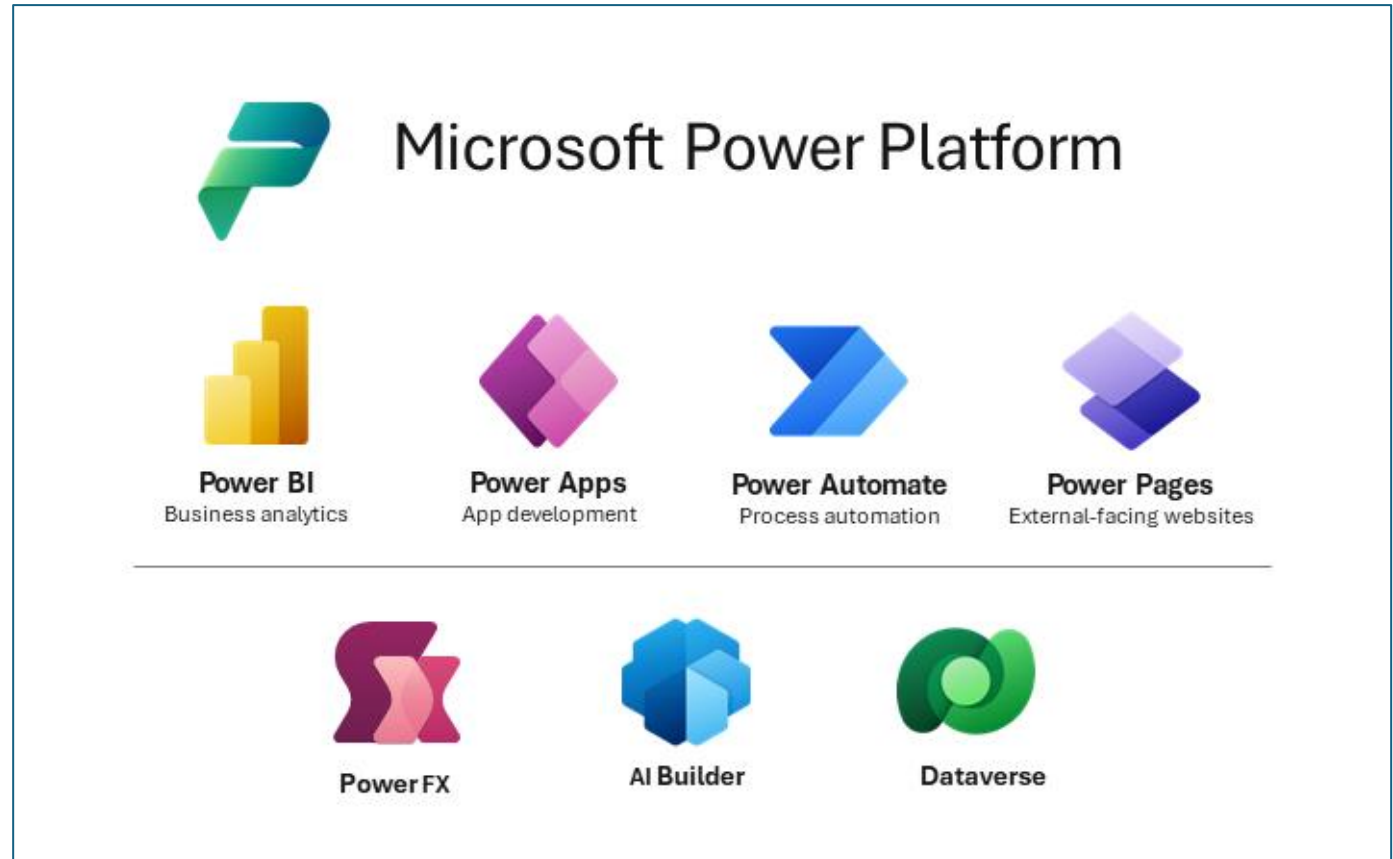 Microsoft Power Platform
Power BI
Business analytics
Power Apps
App development
Power Automate
Process automation
Power Pages
External-facing websites
Power FX
AI Builder
Dataverse